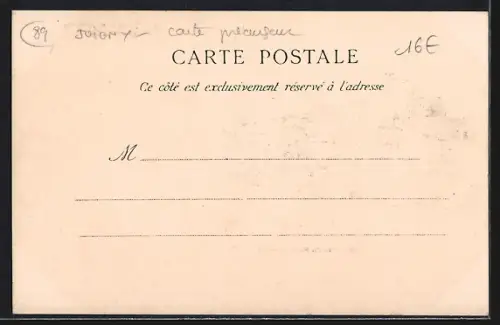 89 JOIGNY carte précurseur
16€
CARTE POSTALE
Ce côté est exclusivement réservé à l'adresse
M